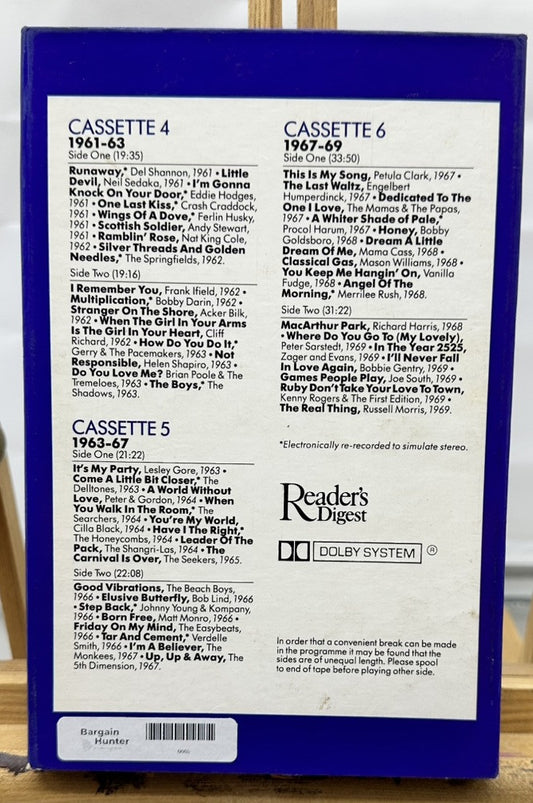 CASSETTE 4
1961-63
Side One (19:35)
Runaway,* Del Shannon, 1961 • Little
Devil, Neil Sedaka, 1961 • I'm Gonna
Knock On Your Door,* Eddie Hodges,
1961 • One Last Kiss,* Crash Craddock,
1961 • Wings Of A Dove,* Ferlin Husky,
1961 • Scottish Soldier, Andy Stewart,
1961 • Ramblin' Rose, Nat King Cole,
1962 • Silver Threads And Golden
Needles,* The Springfields, 1962.
Side Two (19:16)
I Remember You, Frank Ifield, 1962 •
Multiplication,* Bobby Darin, 1962 •
Stranger On The Shore, Acker Bilk,
1962 • When The Girl In Your Arms
Is The Girl In Your Heart, Cliff
Richard, 1962 • How Do You Do It,*
Gerry & The Pacemakers, 1963 • Not
Responsible, Helen Shapiro, 1963 •
Do You Love Me? Brian Poole & The
Tremeloes, 1963 • The Boys,* The
Shadows, 1963.
CASSETTE 5
1963-67
Side One (21:22)
It's My Party, Lesley Gore, 1963 •
Come A Little Bit Closer,* The
Delltones, 1963 • A World Without
Love, Peter & Gordon, 1964 • When
You Walk In The Room,* The
Searchers, 1964 • You're My World,
Cilla Black, 1964 • Have I The Right,*
The Honeycombs, 1964 • Leader Of The
Pack, The Shangri-Las, 1964 • The
Carnival Is Over, The Seekers, 1965.
Side Two (22:08)
Good Vibrations, The Beach Boys,
1966 • Elusive Butterfly, Bob Lind, 1966
• Step Back,* Johnny Young & Kompany,
1966 • Born Free, Matt Monro, 1966 •
Friday On My Mind, The Easybeats,
1966 • Tar And Cement,* Verdelle
Smith, 1966 • I'm A Believer, The
Monkees, 1967 • Up, Up & Away, The
5th Dimension, 1967.
CASSETTE 6
1967-69
Side One (33:50)
This Is My Song, Petula Clark, 1967 •
The Last Waltz, Engelbert
Humperdinck, 1967 • Dedicated To The
One I Love, The Mamas & The Papas,
1967 • A Whiter Shade of Pale,*
Procol Harum, 1967 • Honey, Bobby
Goldsboro, 1968 • Dream A Little
Dream Of Me, Mama Cass, 1968 •
Classical Gas, Mason Williams, 1968 •
You Keep Me Hangin' On, Vanilla
Fudge, 1968 • Angel Of The
Morning,* Merrilee Rush, 1968.
Side Two (31:22)
MacArthur Park, Richard Harris, 1968
• Where Do You Go To (My Lovely),
Peter Sarstedt, 1969 • In The Year 2525,
Zager and Evans, 1969 • I'll Never Fall
In Love Again, Bobbie Gentry, 1969 •
Games People Play, Joe South, 1969 •
Ruby Don't Take Your Love To Town,
Kenny Rogers & The First Edition, 1969 •
The Real Thing, Russell Morris, 1969.
*Electronically re-recorded to simulate stereo.
Reader's
Digest
DOLBY SYSTEM ®
In order that a convenient break can be made
in the programme it may be found that the
sides are of unequal length. Please spool
to end of tape before playing other side.
Bargain
Hunter